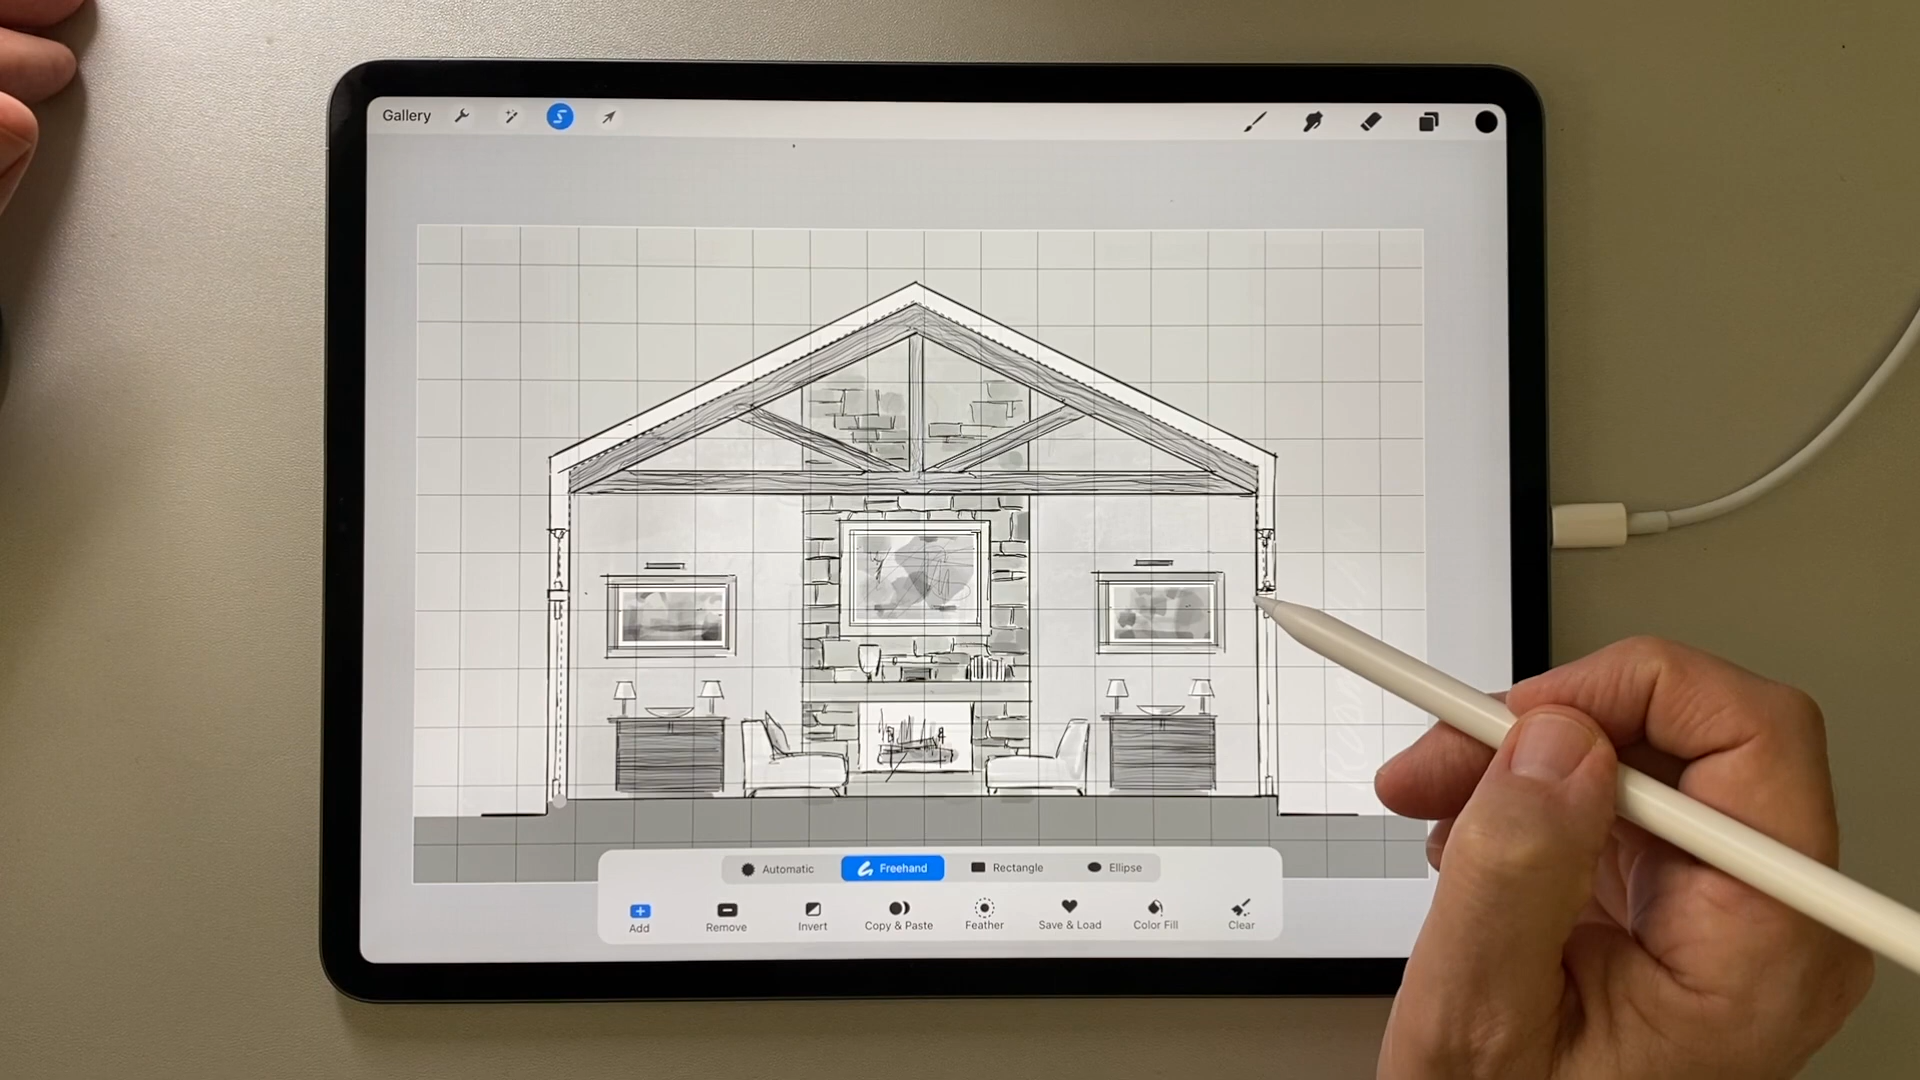 Gallery
Automatic Freehand Rectangle Ellipse
Add Remove Invert Copy & Paste Feather Save & Load Color Fill Clear